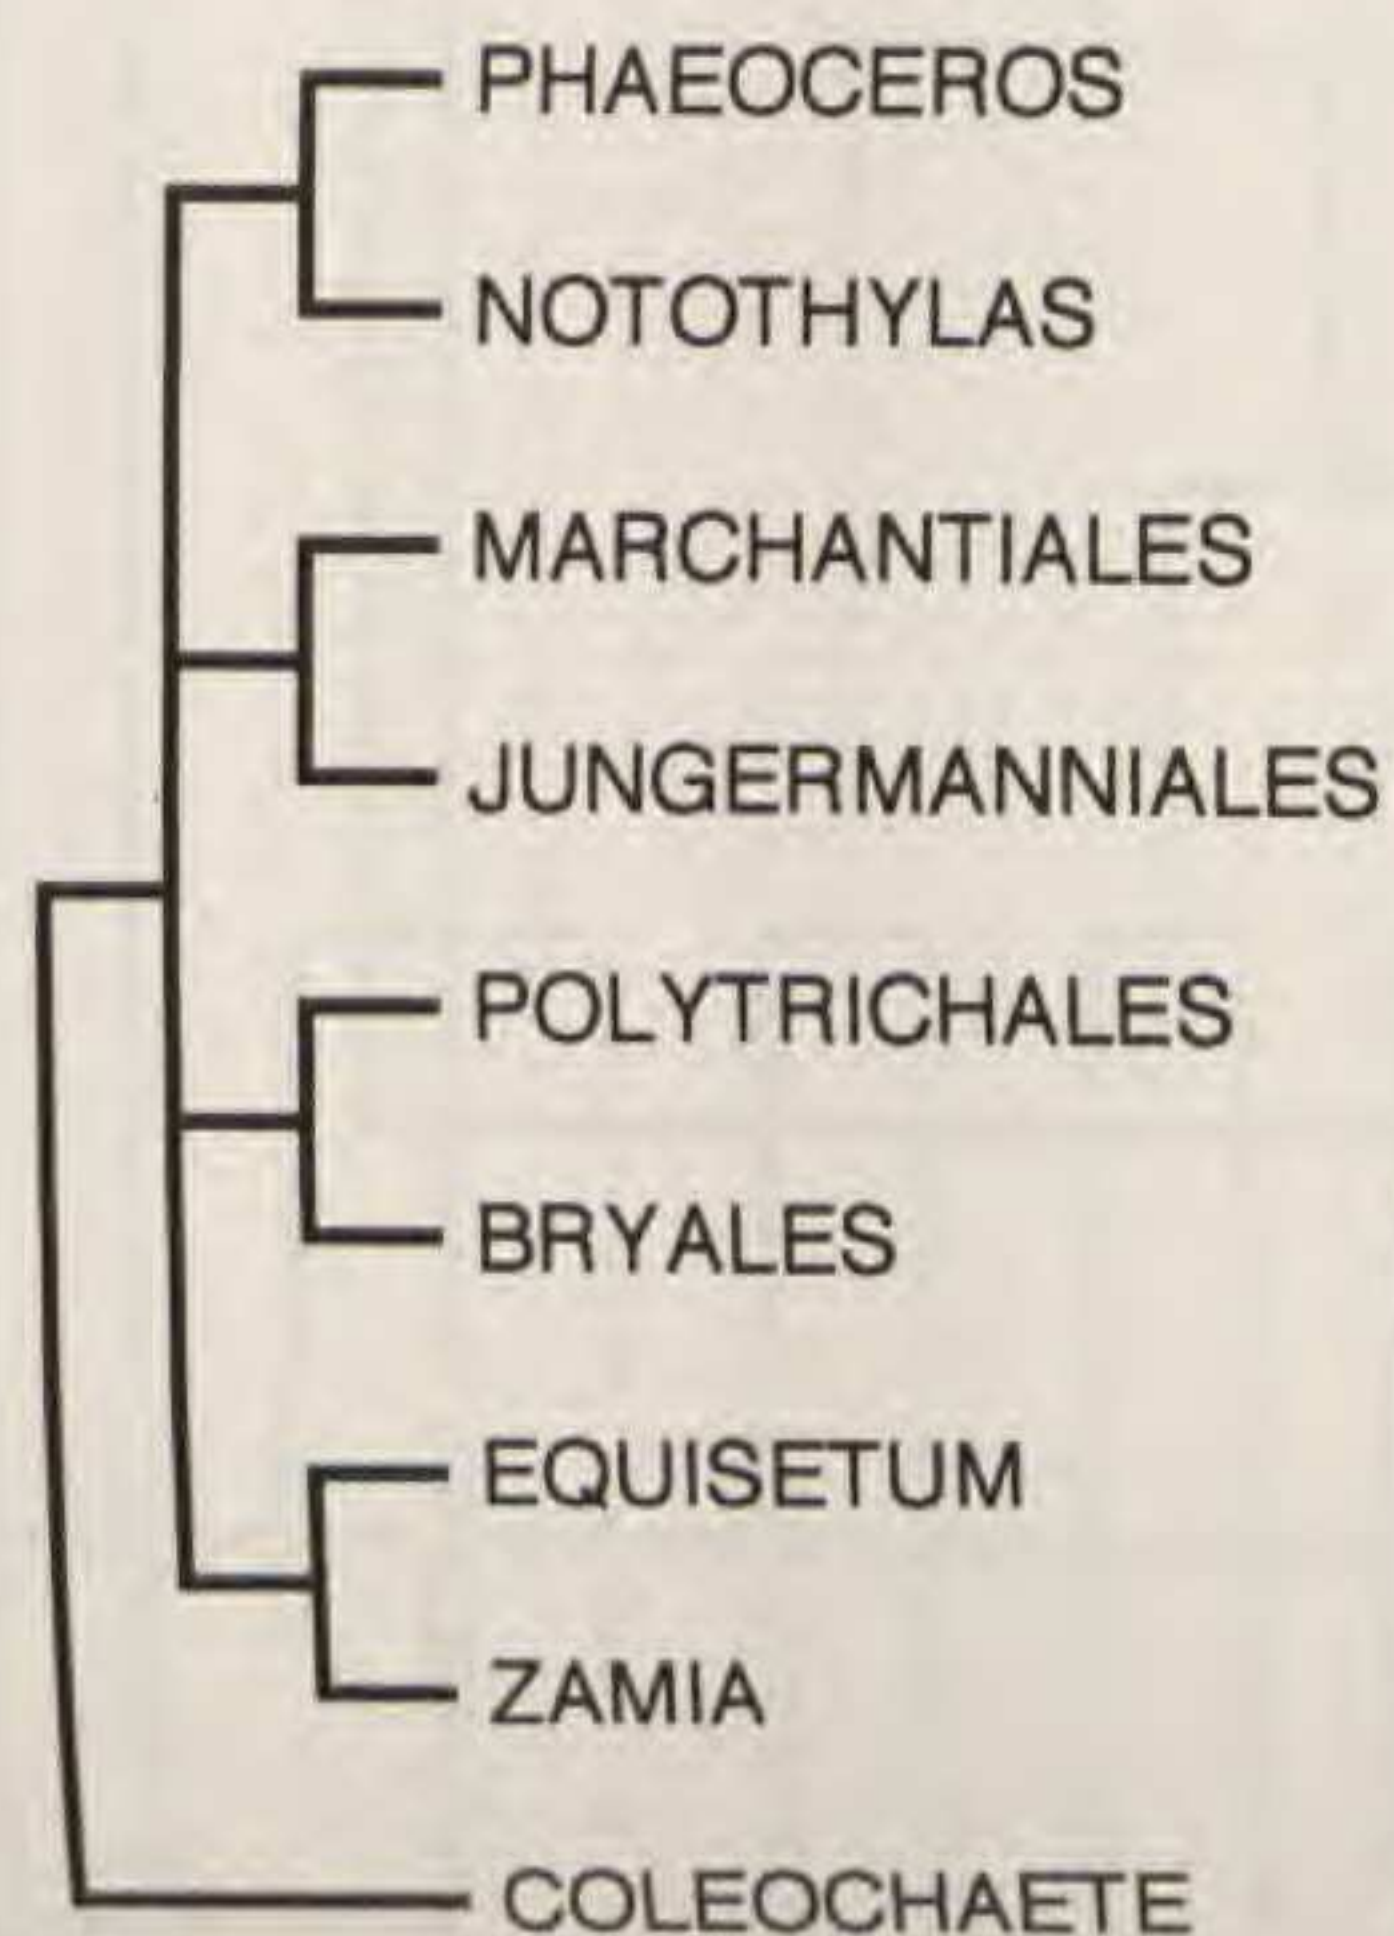 PHAEOCEROS
NOTOTHYLAS
MARCHANTIALES
JUNGERMANNIALES
POLYTRICHALES
BRYALES
EQUISETUM
ZAMIA
COLEOCHAETE